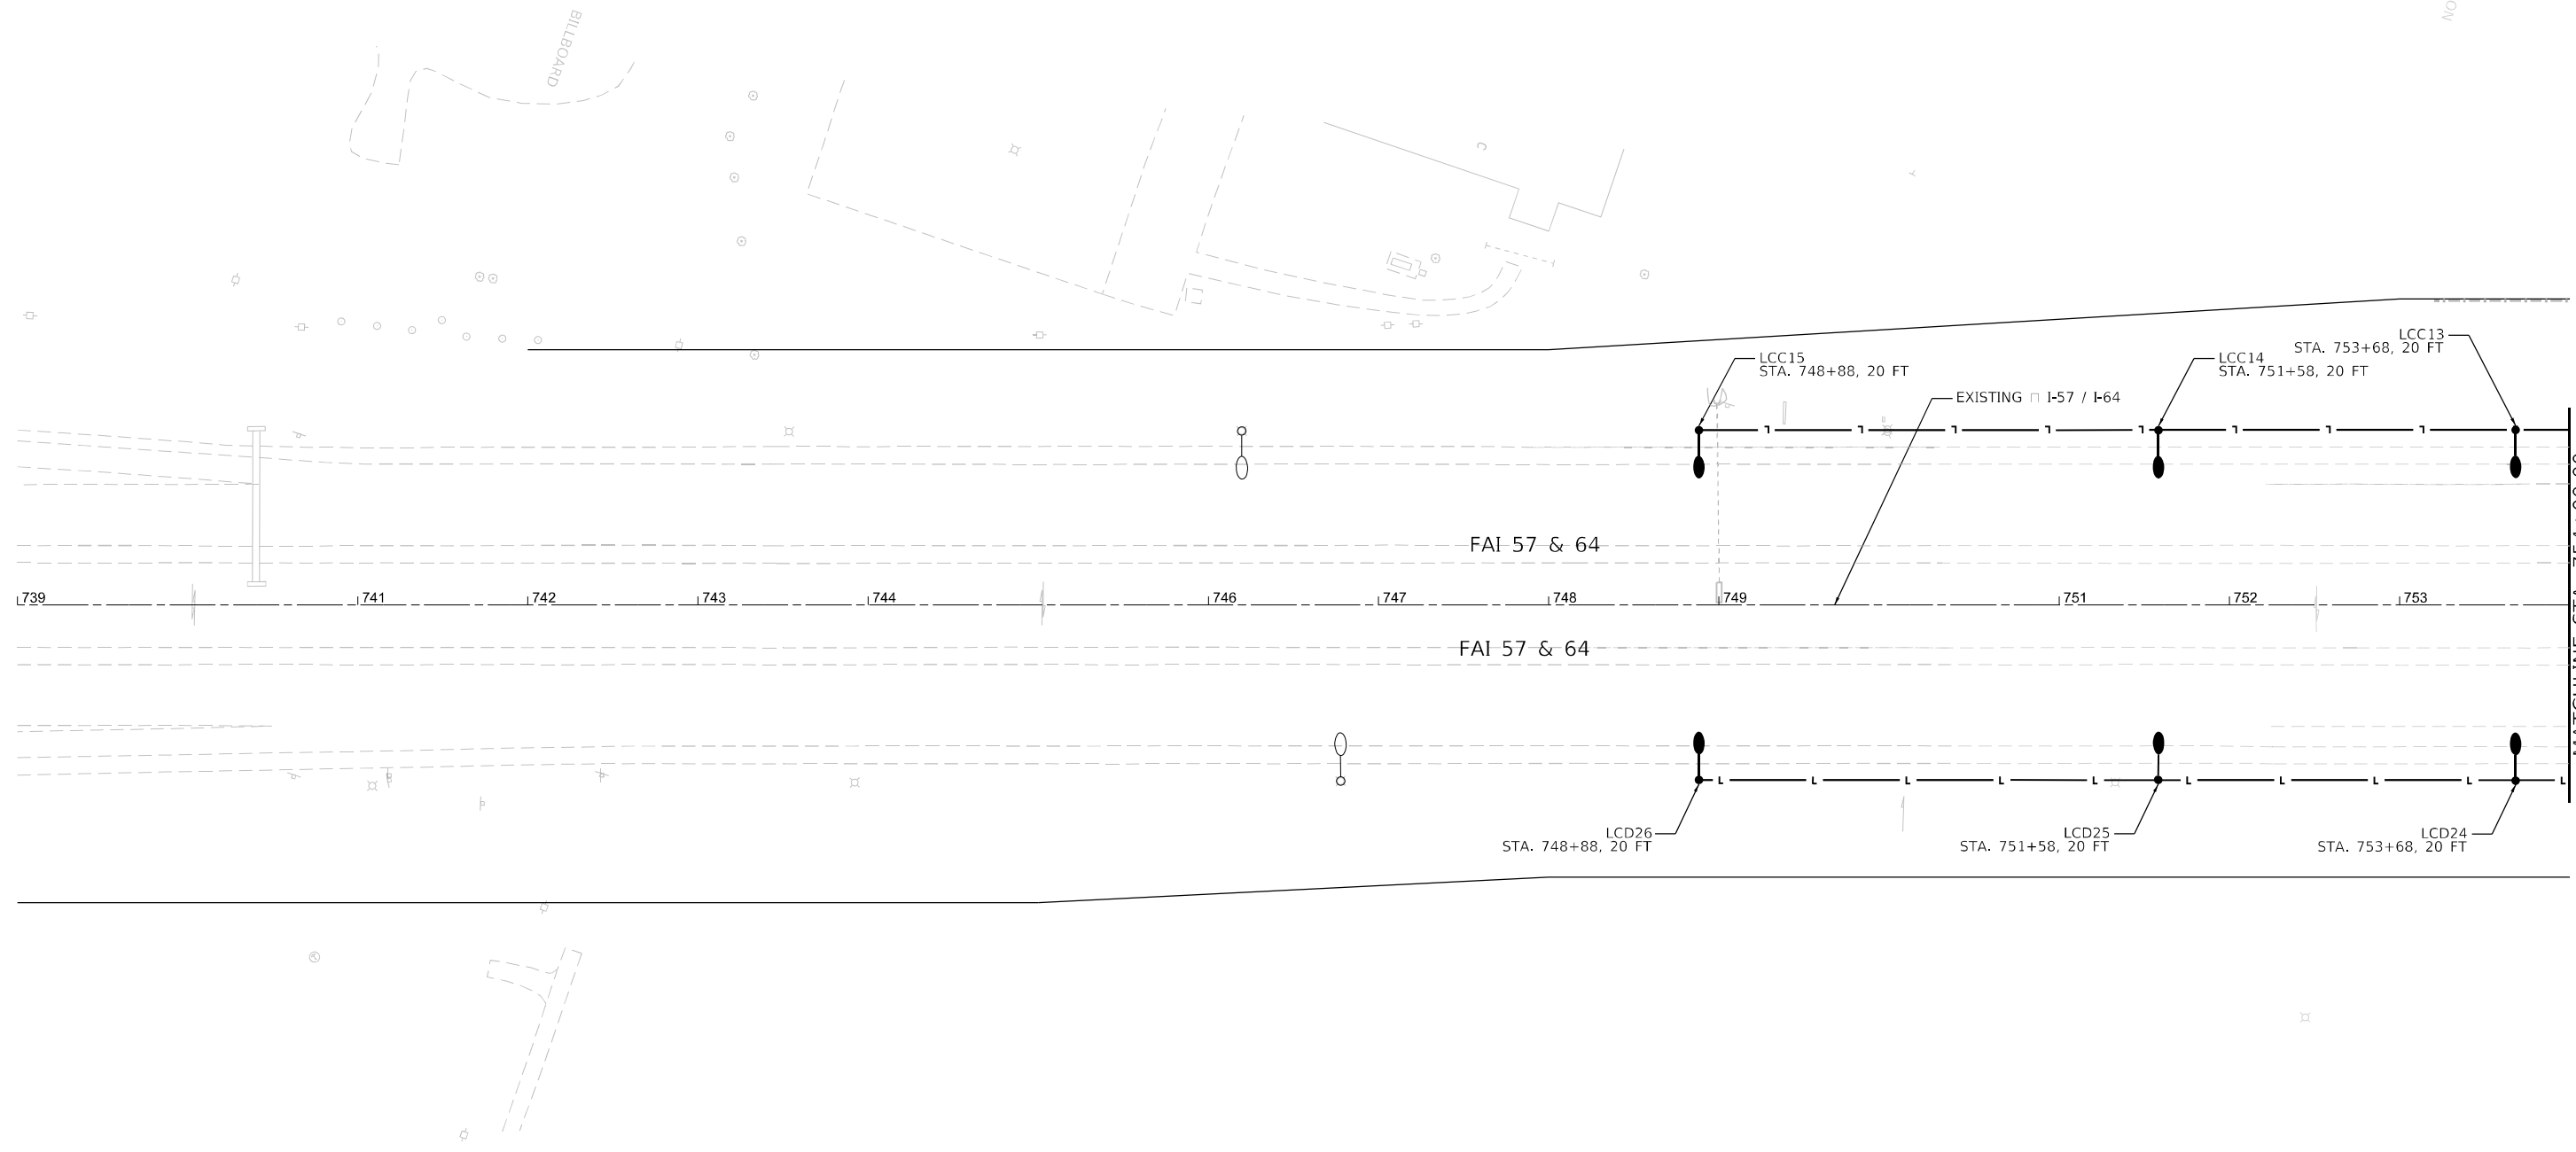 BILLBOARD
ON
LCC13
STA. 753+68, 20 FT
LCC15
STA. 748+88, 20 FT
LCC14
STA. 751+58, 20 FT
EXISTING I-57 / I-64
FAI 57 & 64
739 741 742 743 744 746 747 748 749 751 752 753
FAI 57 & 64
LCD26
STA. 748+88, 20 FT
LCD25
STA. 751+58, 20 FT
LCD24
STA. 753+68, 20 FT